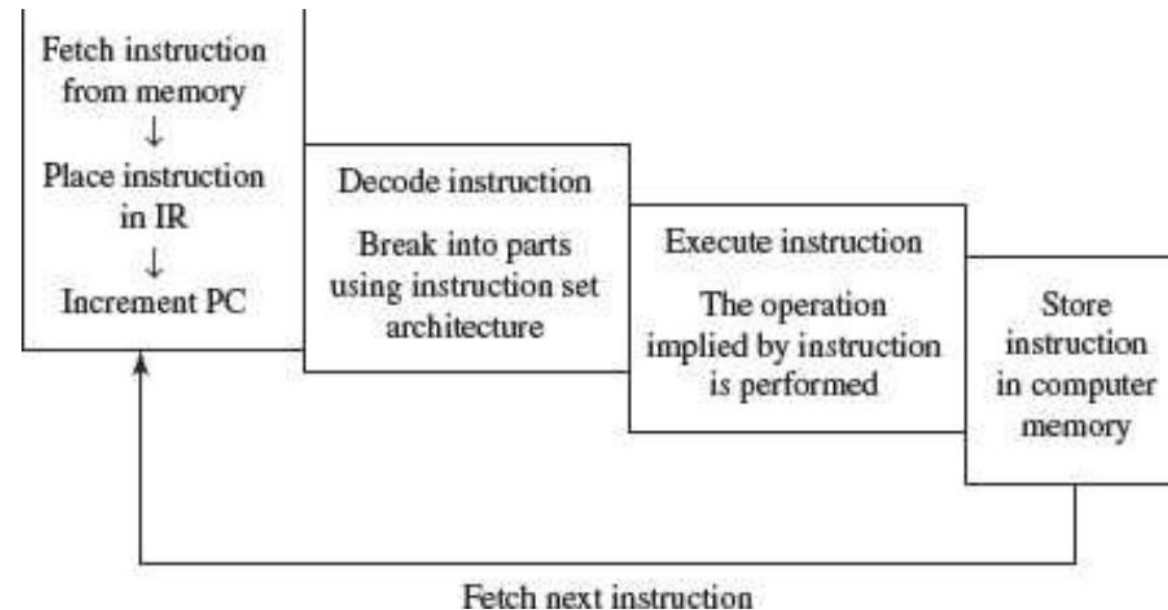 Fetch instruction
from memory
↓
Place instruction
in IR
↓
Increment PC
Decode instruction
Break into parts
using instruction set
architecture
Execute instruction
The operation
implied by instruction
is performed
Store
instruction
in computer
memory
Fetch next instruction